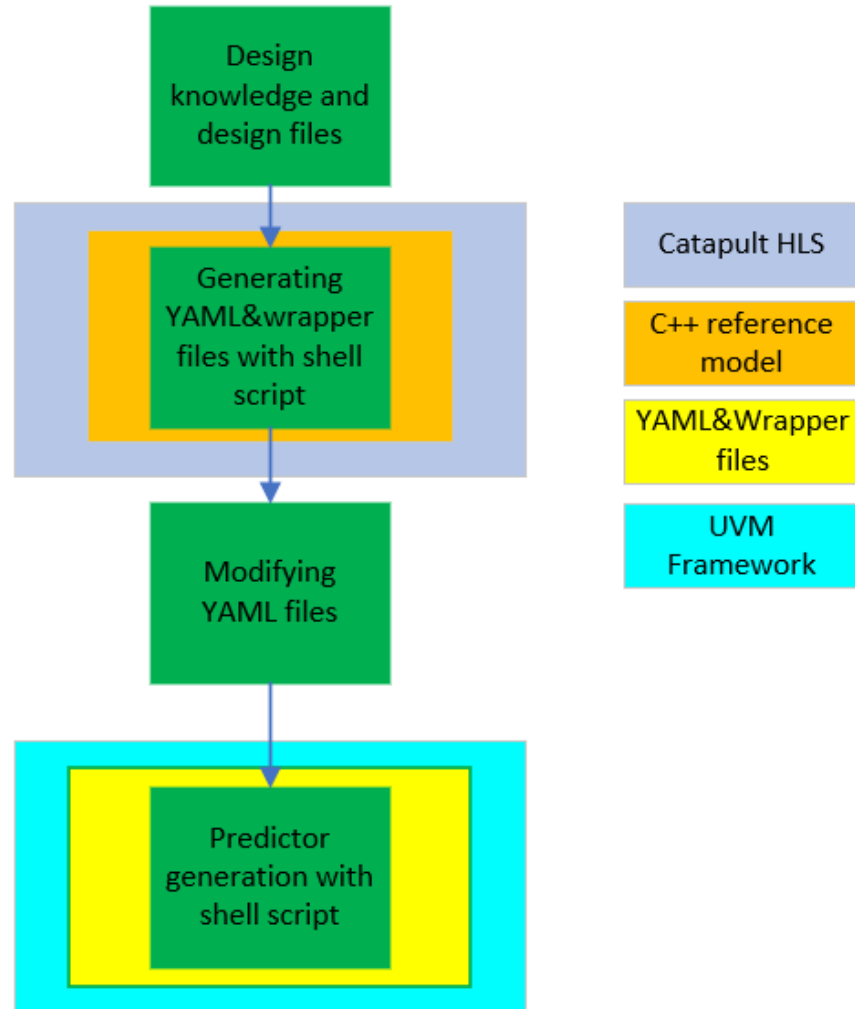 Design
knowledge and
design files
Generating
YAML&wrapper
files with shell
script
Modifying
YAML files
Predictor
generation with
shell script
Catapult HLS
C++ reference
model
YAML&Wrapper
files
UVM
Framework